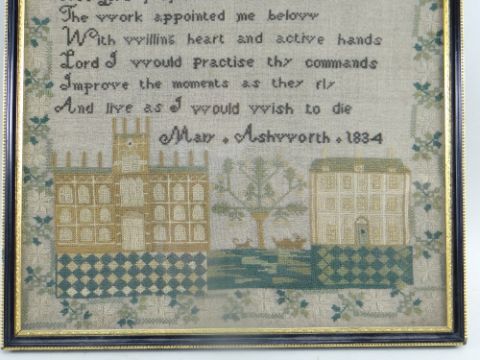 The work appointed me below
With willing heart and active hands
Lord I would practise thy commands
Improve the moments as they fly
And live as I would wish to die
Mary . Ashworth . 1834